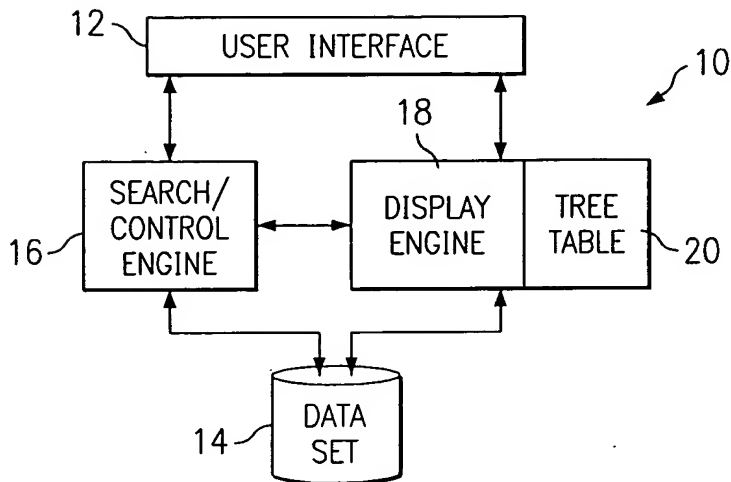 12
USER INTERFACE
10
18
SEARCH/
CONTROL
ENGINE
16
DISPLAY
ENGINE
TREE
TABLE
20
DATA
SET
14